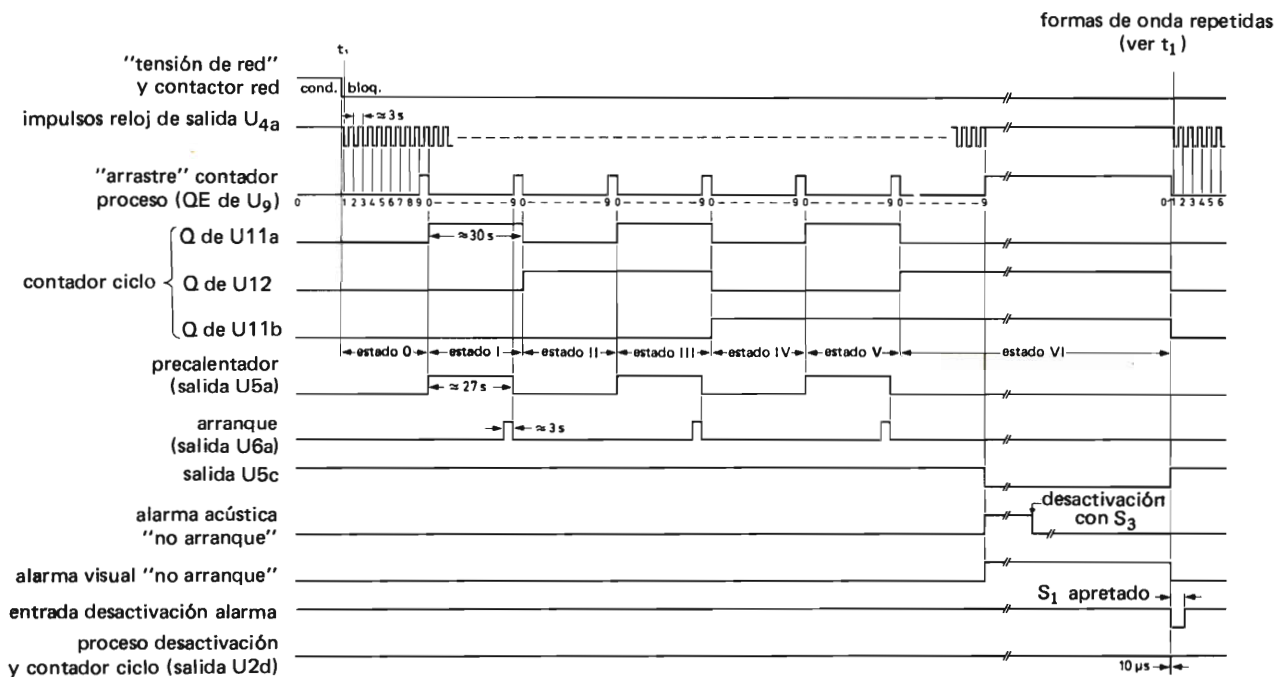 formas de onda repetidas
(ver t1)
t1
"tensión de red"
y contactor red
cond. bloq.
impulsos reloj de salida U4a
≈3s
"arrastre" contador
proceso (QE de U9)
0 1 2 3 4 5 6 7 8 9 0 9 0 9 0 9 0 9 0 9 0 9 0 1 2 3 4 5 6
contador ciclo
Q de U11a
≈30 s
Q de U12
Q de U11b
estado 0 estado I estado II estado III estado IV estado V estado VI
precalentador
(salida U5a)
≈ 27 s
arranque
(salida U6a)
≈ 3 s
salida U5c
alarma acústica
"no arranque"
desactivación
con S3
alarma visual "no arranque"
entrada desactivación alarma
S1 apretado
proceso desactivación
y contador ciclo (salida U2d)
10 µs